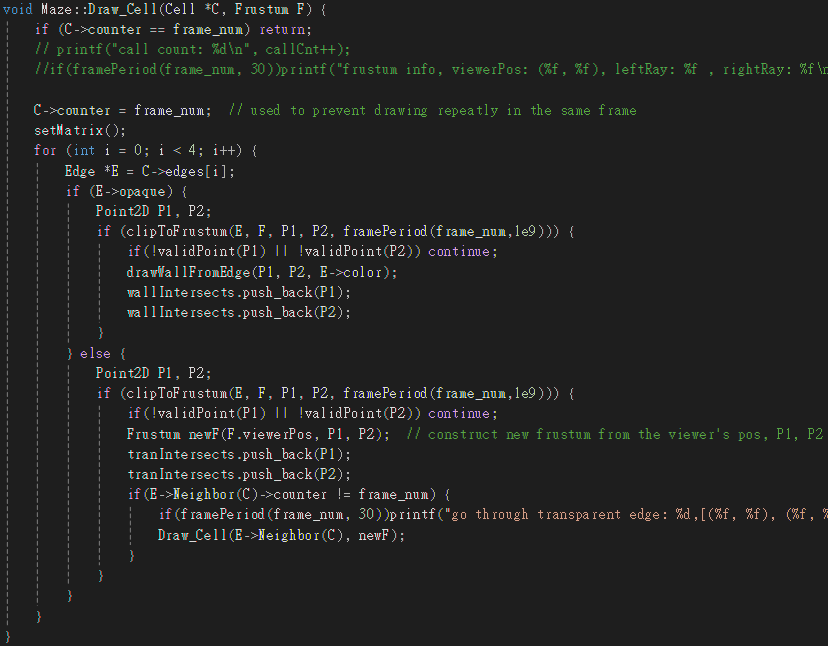 void Maze::Draw_Cell(Cell *C, Frustum F) {
if (C->counter == frame_num) return;
// printf("call count: %d\n", callCnt++);
//if(framePeriod(frame_num, 30))printf("frustum info, viewerPos: (%f, %f), leftRay: %f , rightRay: %f\n
C->counter = frame_num;  // used to prevent drawing repeatly in the same frame
setMatrix();
for (int i = 0; i < 4; i++) {
Edge *E = C->edges[i];
if (E->opaque) {
Point2D P1, P2;
if (clipToFrustum(E, F, P1, P2, framePeriod(frame_num,1e9))) {
if(!validPoint(P1) || !validPoint(P2)) continue;
drawWallFromEdge(P1, P2, E->color);
wallIntersects.push_back(P1);
wallIntersects.push_back(P2);
}
} else {
Point2D P1, P2;
if (clipToFrustum(E, F, P1, P2, framePeriod(frame_num,1e9))) {
if(!validPoint(P1) || !validPoint(P2)) continue;
Frustum newF(F.viewerPos, P1, P2);  // construct new frustum from the viewer's pos, P1, P2
tranIntersects.push_back(P1);
tranIntersects.push_back(P2);
if(E->Neighbor(C)->counter != frame_num) {
if(framePeriod(frame_num, 30))printf("go through transparent edge: %d,[(%f, %f), (%f, %
Draw_Cell(E->Neighbor(C), newF);
}
}
}
}
}